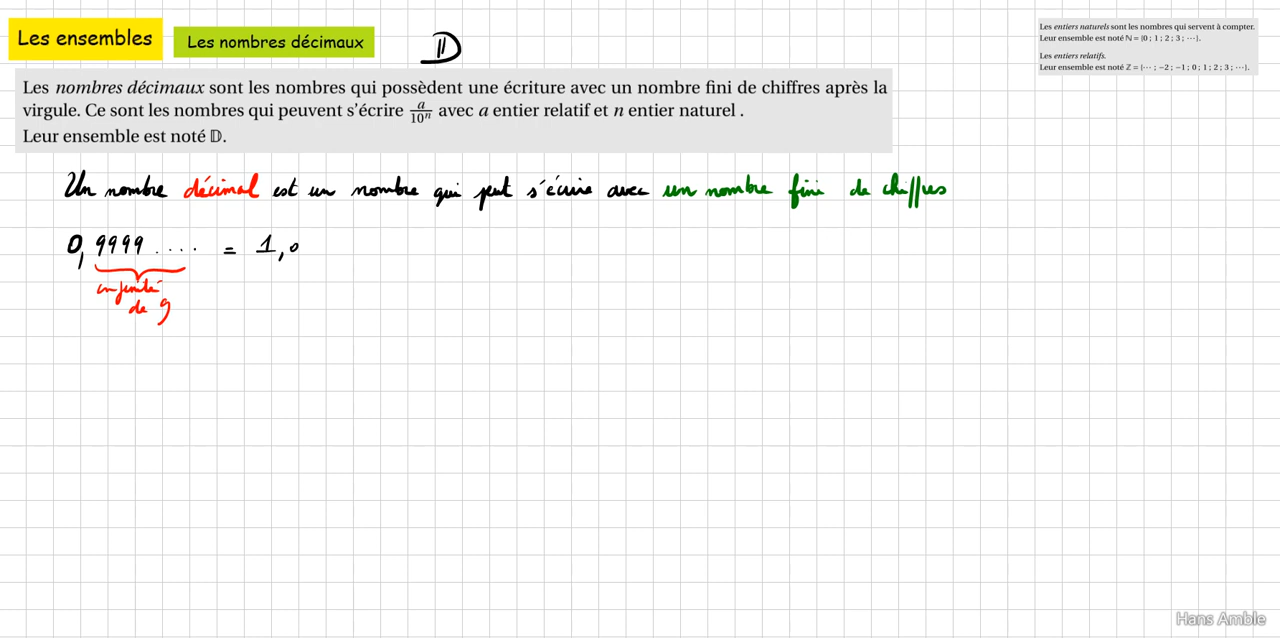 Les ensembles
Les nombres décimaux
𝔻
Les entiers naturels sont les nombres qui servent à compter.
Leur ensemble est noté ℕ = {0 ; 1 ; 2 ; 3 ; ⋯}.
Les entiers relatifs.
Leur ensemble est noté ℤ = {⋯ ; −2 ; −1 ; 0 ; 1 ; 2 ; 3 ; ⋯}.
Les nombres décimaux sont les nombres qui possèdent une écriture avec un nombre fini de chiffres après la
virgule. Ce sont les nombres qui peuvent s’écrire a/10ⁿ avec a entier relatif et n entier naturel .
Leur ensemble est noté 𝔻.
Un nombre décimal est un nombre qui peut s'écrire avec un nombre fini de chiffres
0,9999..... = 1,0
infinité
de 9
Hans Amble